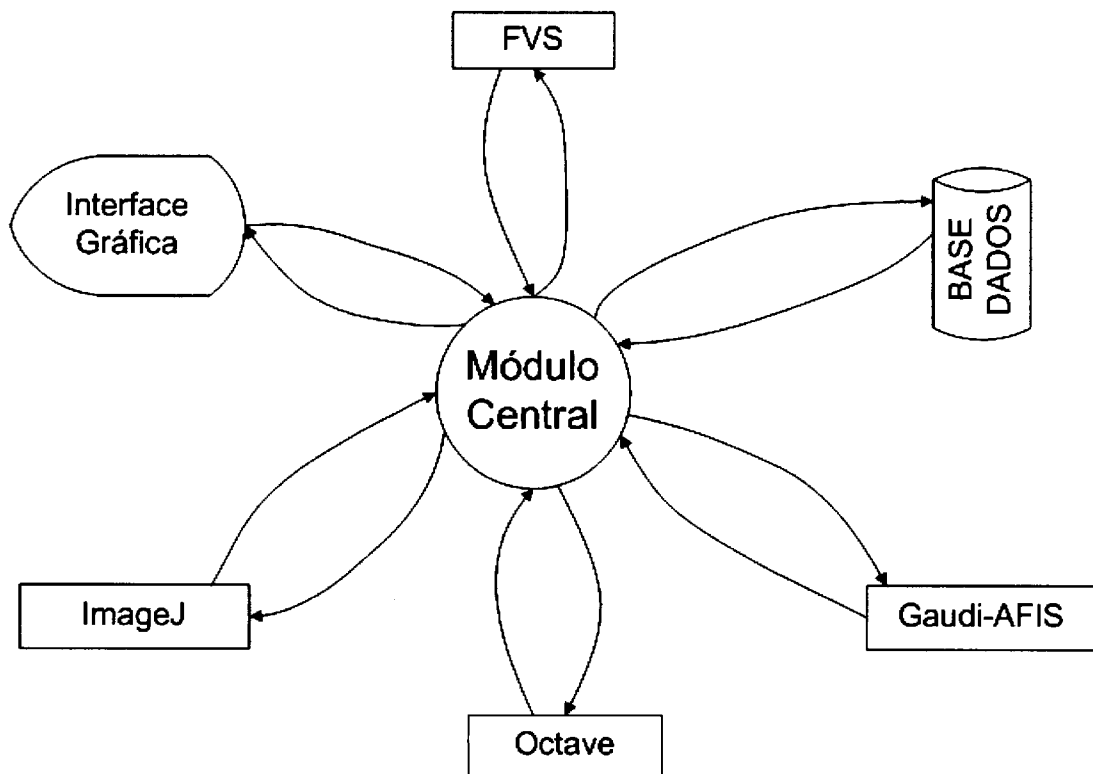 FVS
Interface
Gráfica
BASE
DADOS
Módulo
Central
ImageJ
Gaudi-AFIS
Octave